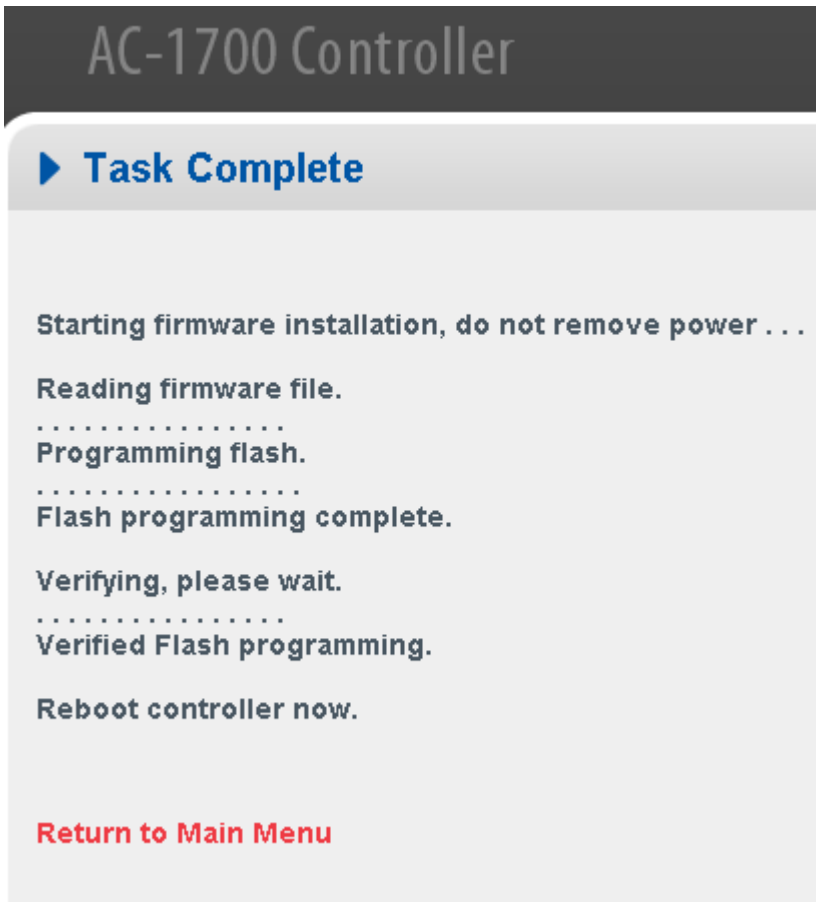 AC-1700 Controller
Task Complete
Starting firmware installation, do not remove power . . .
Reading firmware file.
. . . . . . . . . . . . . . . .
Programming flash.
. . . . . . . . . . . . . . . . .
Flash programming complete.
Verifying, please wait.
. . . . . . . . . . . . . . . .
Verified Flash programming.
Reboot controller now.
Return to Main Menu